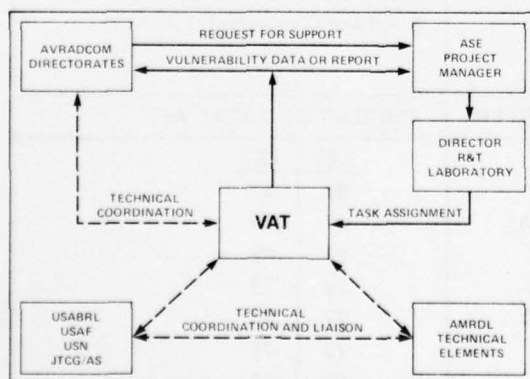 AVRADCOM
DIRECTORATES
REQUEST FOR SUPPORT
VULNERABILITY DATA OR REPORT
ASE
PROJECT
MANAGER
DIRECTOR
R&T
LABORATORY
TECHNICAL
COORDINATION
VAT
TASK ASSIGNMENT
USABRL
USAF
USN
JTCG/AS
TECHNICAL
COORDINATION AND LIAISON
AMRDL
TECHNICAL
ELEMENTS